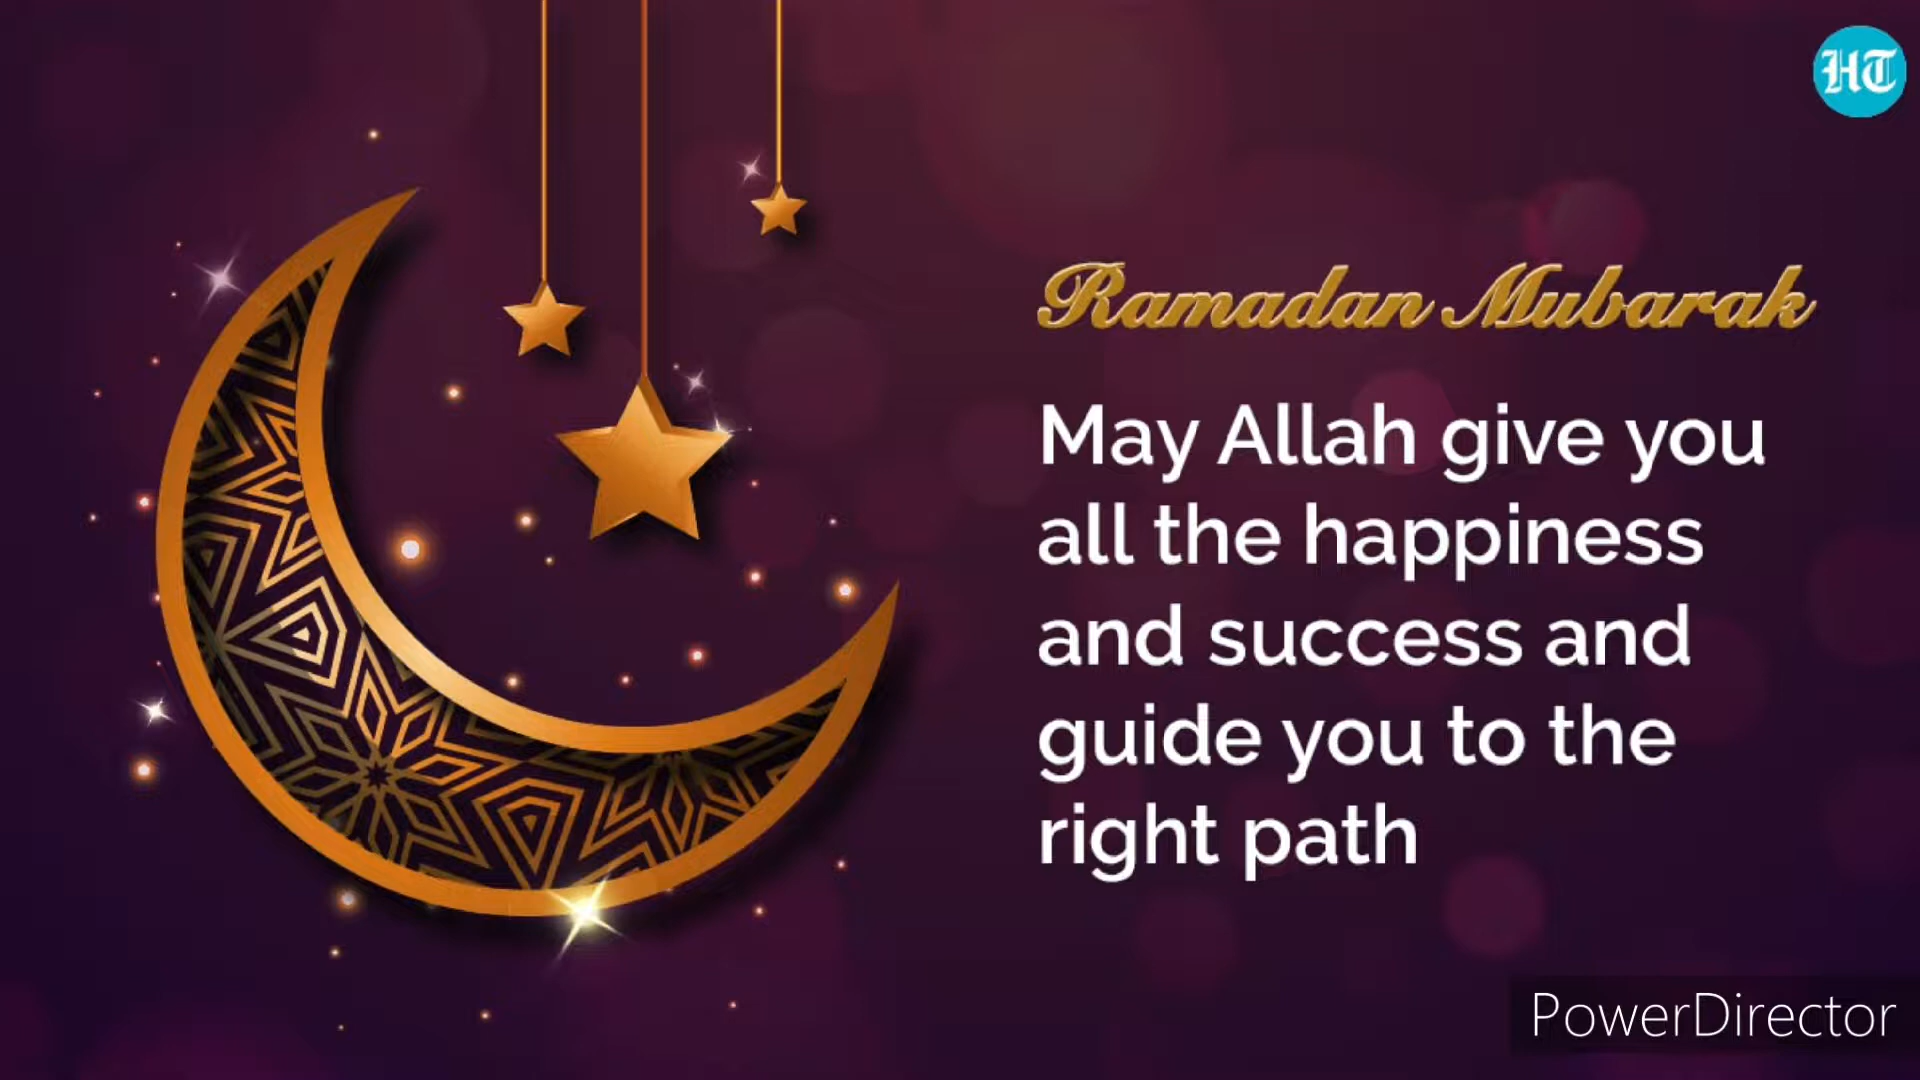 HT
Ramadan Mubarak
May Allah give you
all the happiness
and success and
guide you to the
right path
PowerDirector